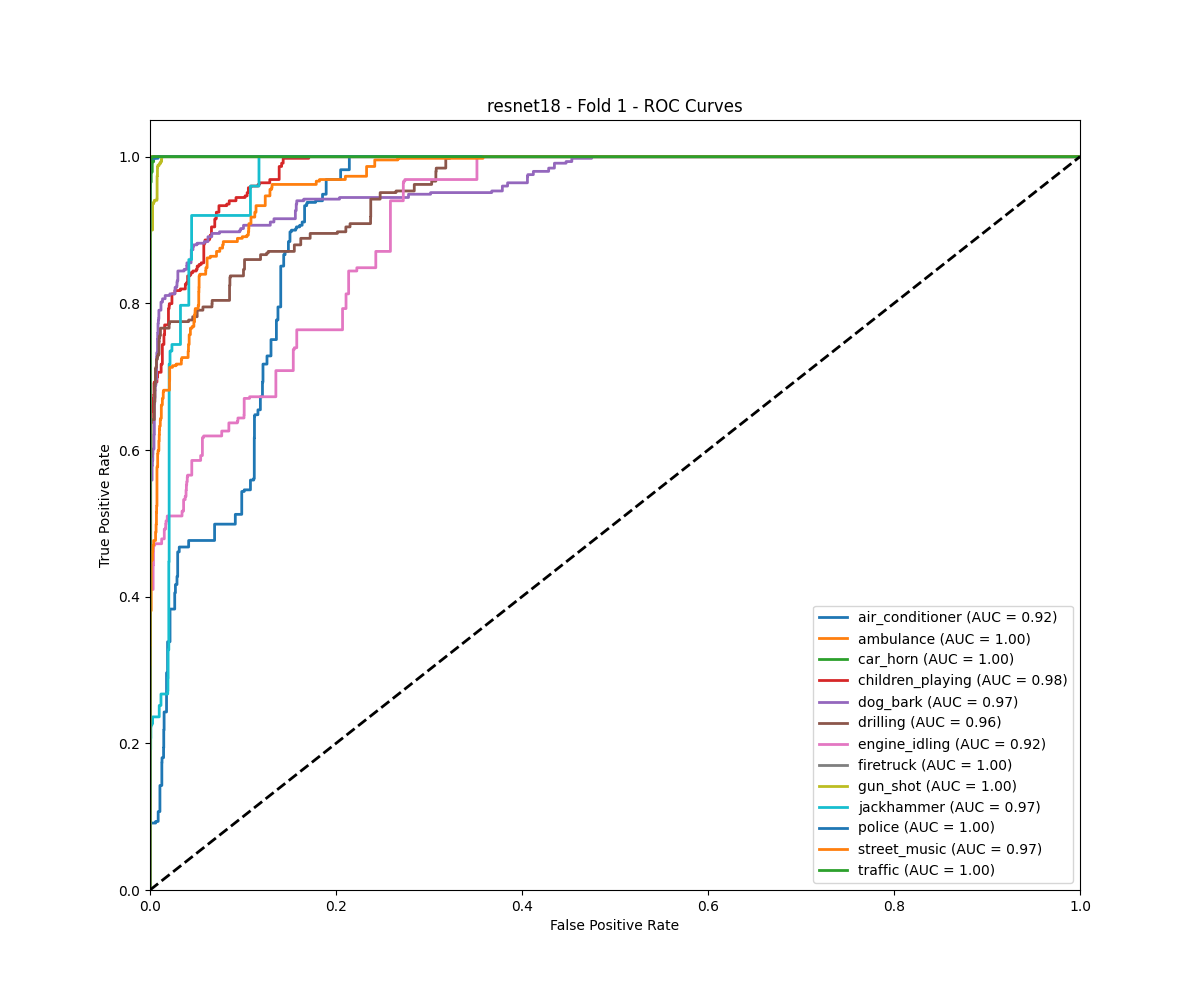 resnet18 - Fold 1 - ROC Curves
True Positive Rate
1.0
0.8
0.6
0.4
0.2
0.0
air_conditioner (AUC = 0.92)
ambulance (AUC = 1.00)
car_horn (AUC = 1.00)
children_playing (AUC = 0.98)
dog_bark (AUC = 0.97)
drilling (AUC = 0.96)
engine_idling (AUC = 0.92)
firetruck (AUC = 1.00)
gun_shot (AUC = 1.00)
jackhammer (AUC = 0.97)
police (AUC = 1.00)
street_music (AUC = 0.97)
traffic (AUC = 1.00)
0.0 0.2 0.4 0.6 0.8 1.0
False Positive Rate